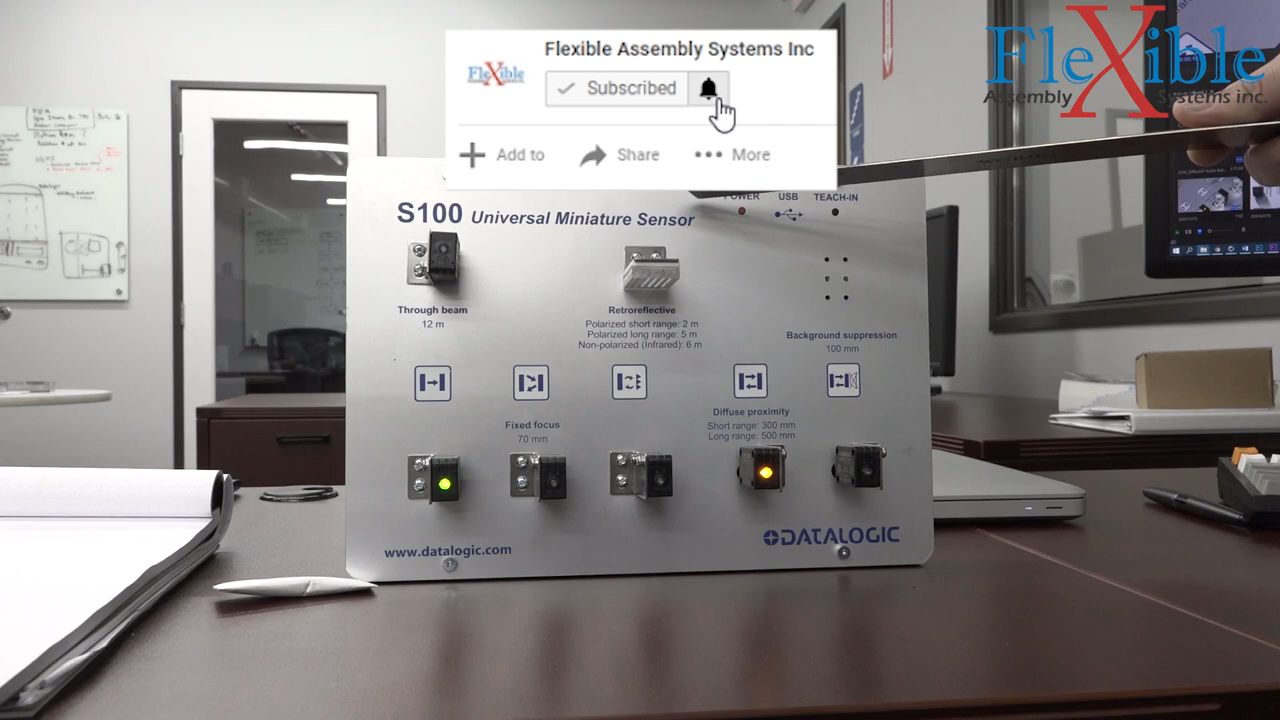 Flexible Assembly Systems Inc
Flexible
Subscribed
Add to
Share
More
FleXible
Assembly Systems inc.
POWER
USB
TEACH-IN
S100 Universal Miniature Sensor
Through beam
12 m
Retroreflective
Polarized short range: 2 m
Polarized long range: 5 m
Non-polarized (Infrared): 6 m
Background suppression
100 mm
Fixed focus
70 mm
Diffuse proximity
Short range: 300 mm
Long range: 500 mm
www.datalogic.com
DATALOGIC